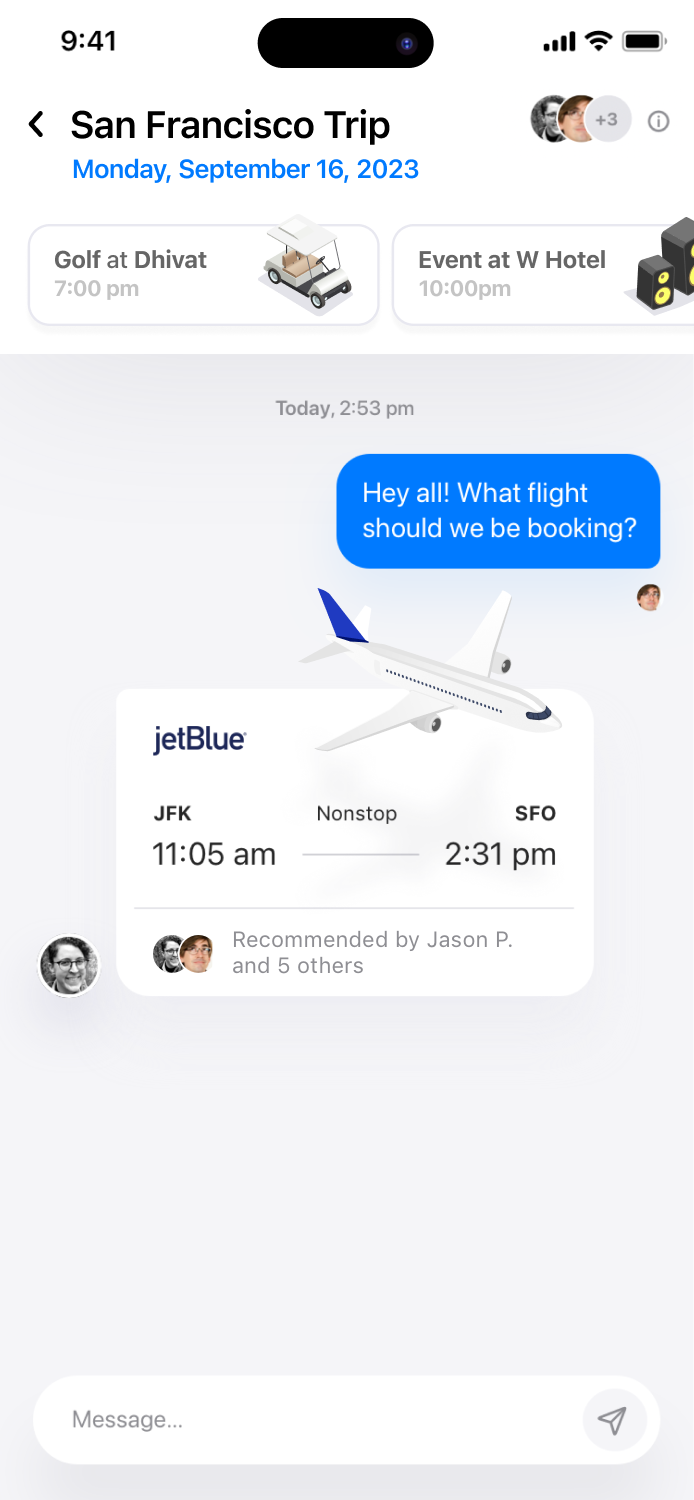 9:41
San Francisco Trip
+3
Monday, September 16, 2023
Golf at Dhivat
7:00 pm
Event at W Hotel
10:00pm
Today, 2:53 pm
Hey all! What flight
should we be booking?
jetBlue
JFK Nonstop SFO
11:05 am 2:31 pm
Recommended by Jason P.
and 5 others
Message...